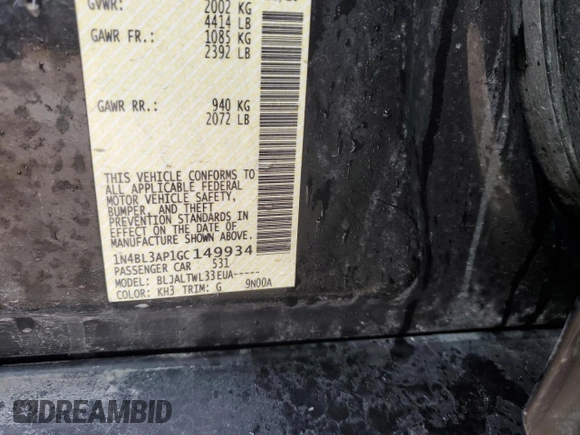 GVWR: 2002 KG
4414 LB
GAWR FR.: 1085 KG
2392 LB
GAWR RR.: 940 KG
2072 LB
THIS VEHICLE CONFORMS TO
ALL APPLICABLE FEDERAL
MOTOR VEHICLE SAFETY,
BUMPER, AND THEFT
PREVENTION STANDARDS IN
EFFECT ON THE DATE OF
MANUFACTURE SHOWN ABOVE.
1N4BL3AP1GC149934
PASSENGER CAR 531
MODEL: BLJALTWL33EUA-----
COLOR: KH3 TRIM: G 9N00A
DREAMBID